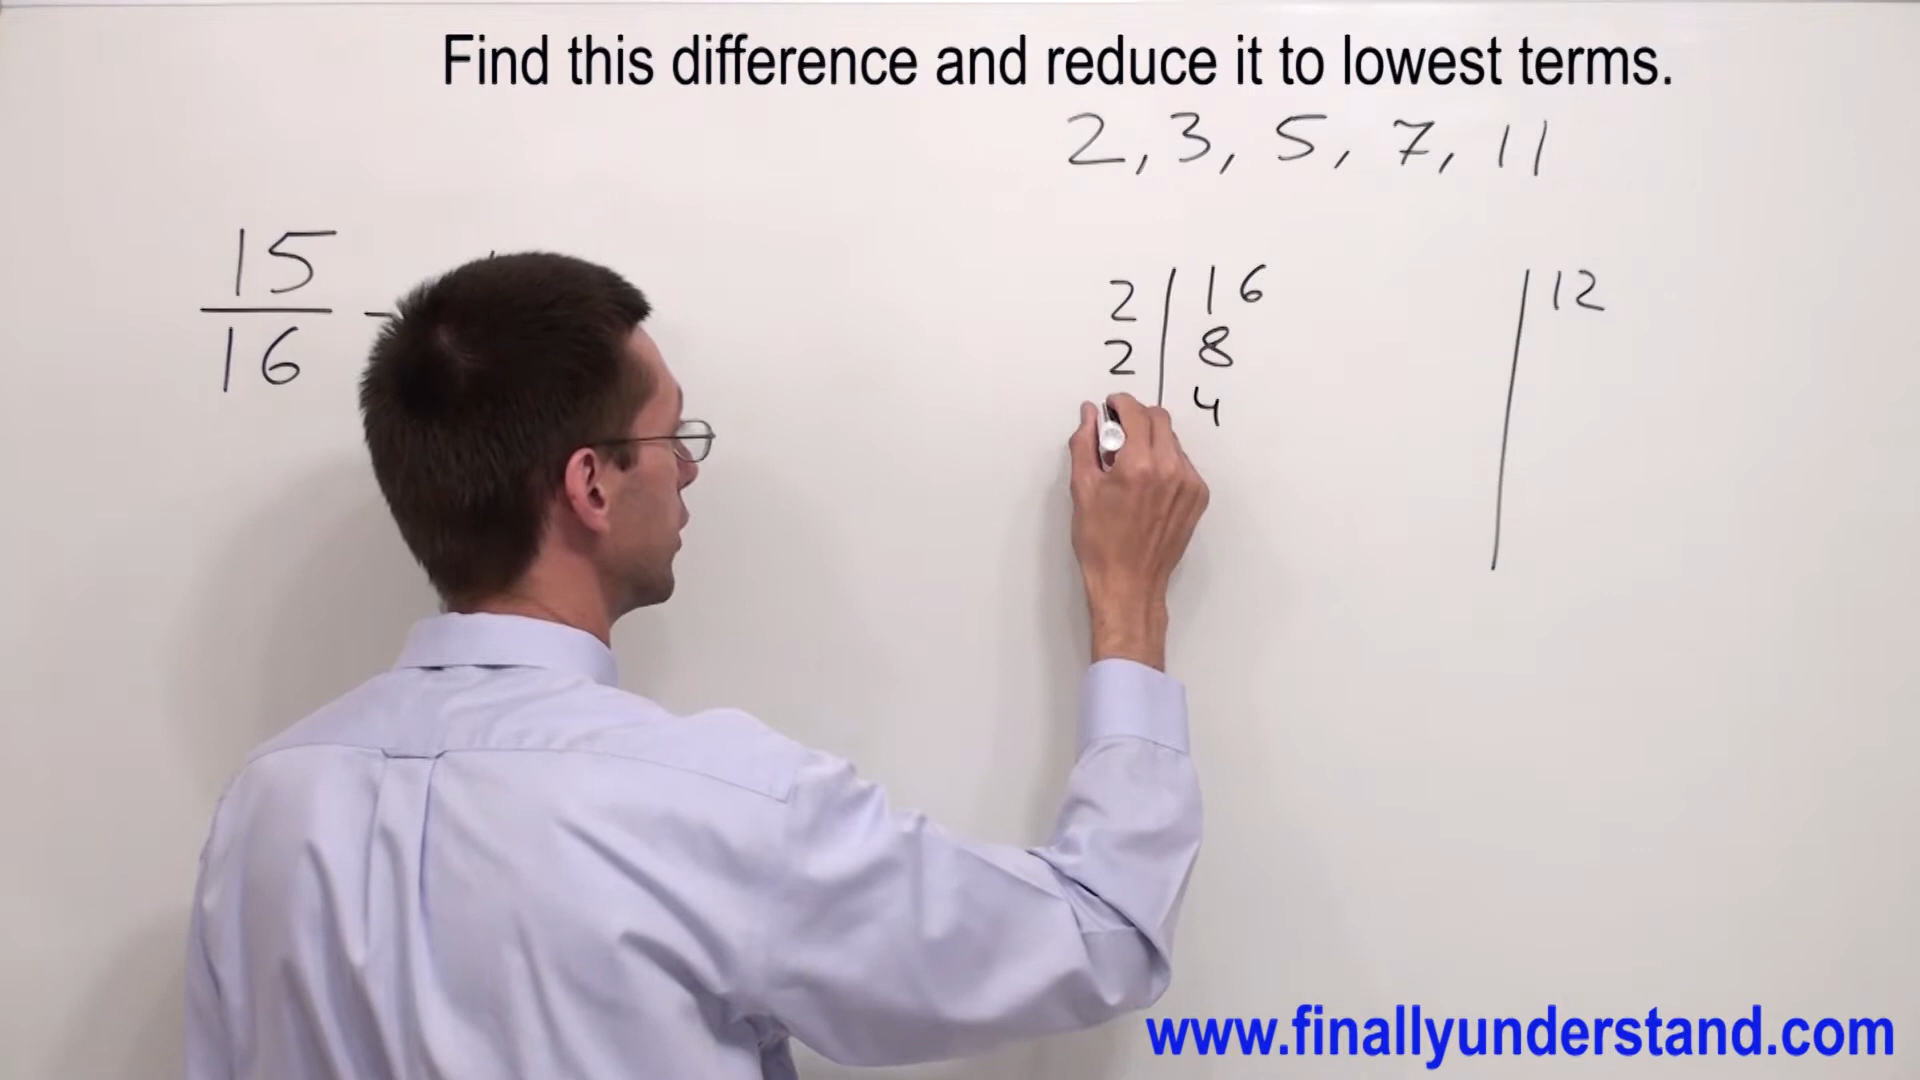 Find this difference and reduce it to lowest terms.
2, 3, 5, 7, 11
15
16
-
2 | 16
2 | 8
4
| 12
www.finallyunderstand.com